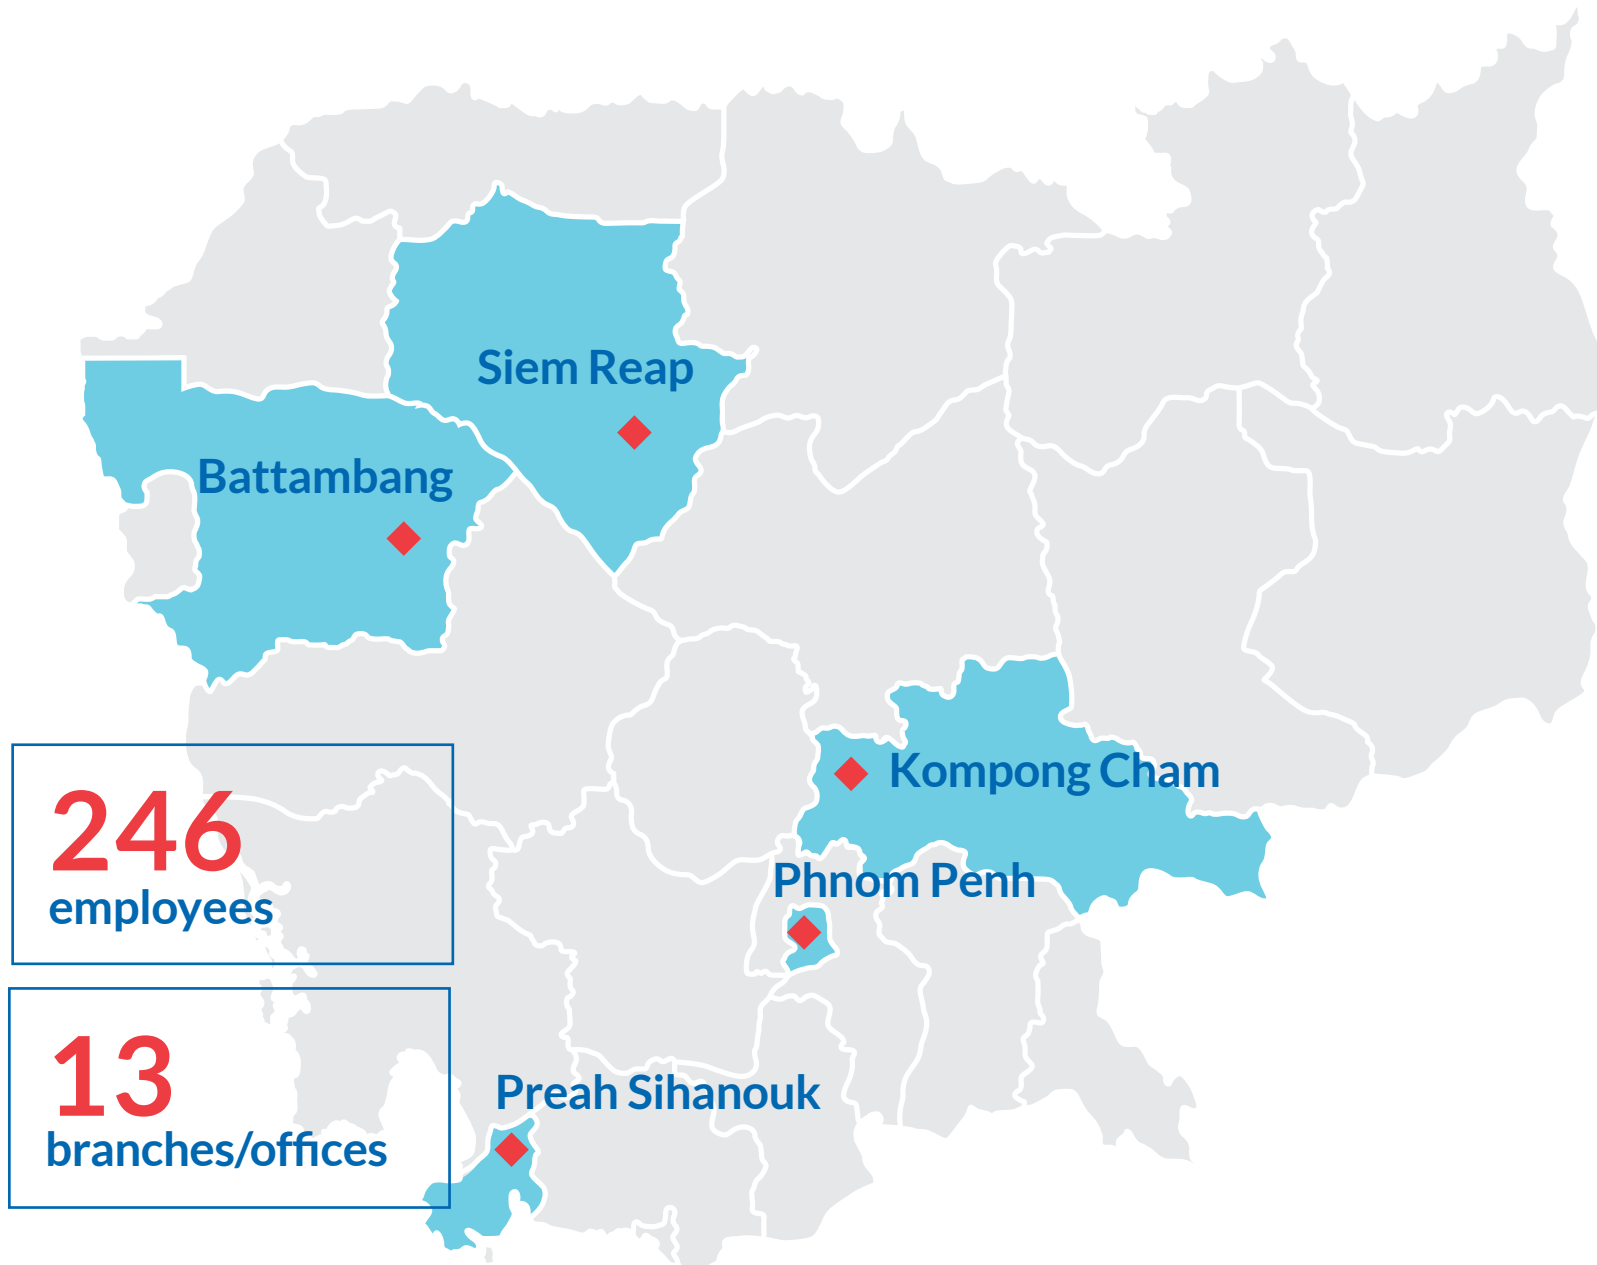 Siem Reap
Battambang
Kompong Cham
246
employees
Phnom Penh
13
branches/offices
Preah Sihanouk